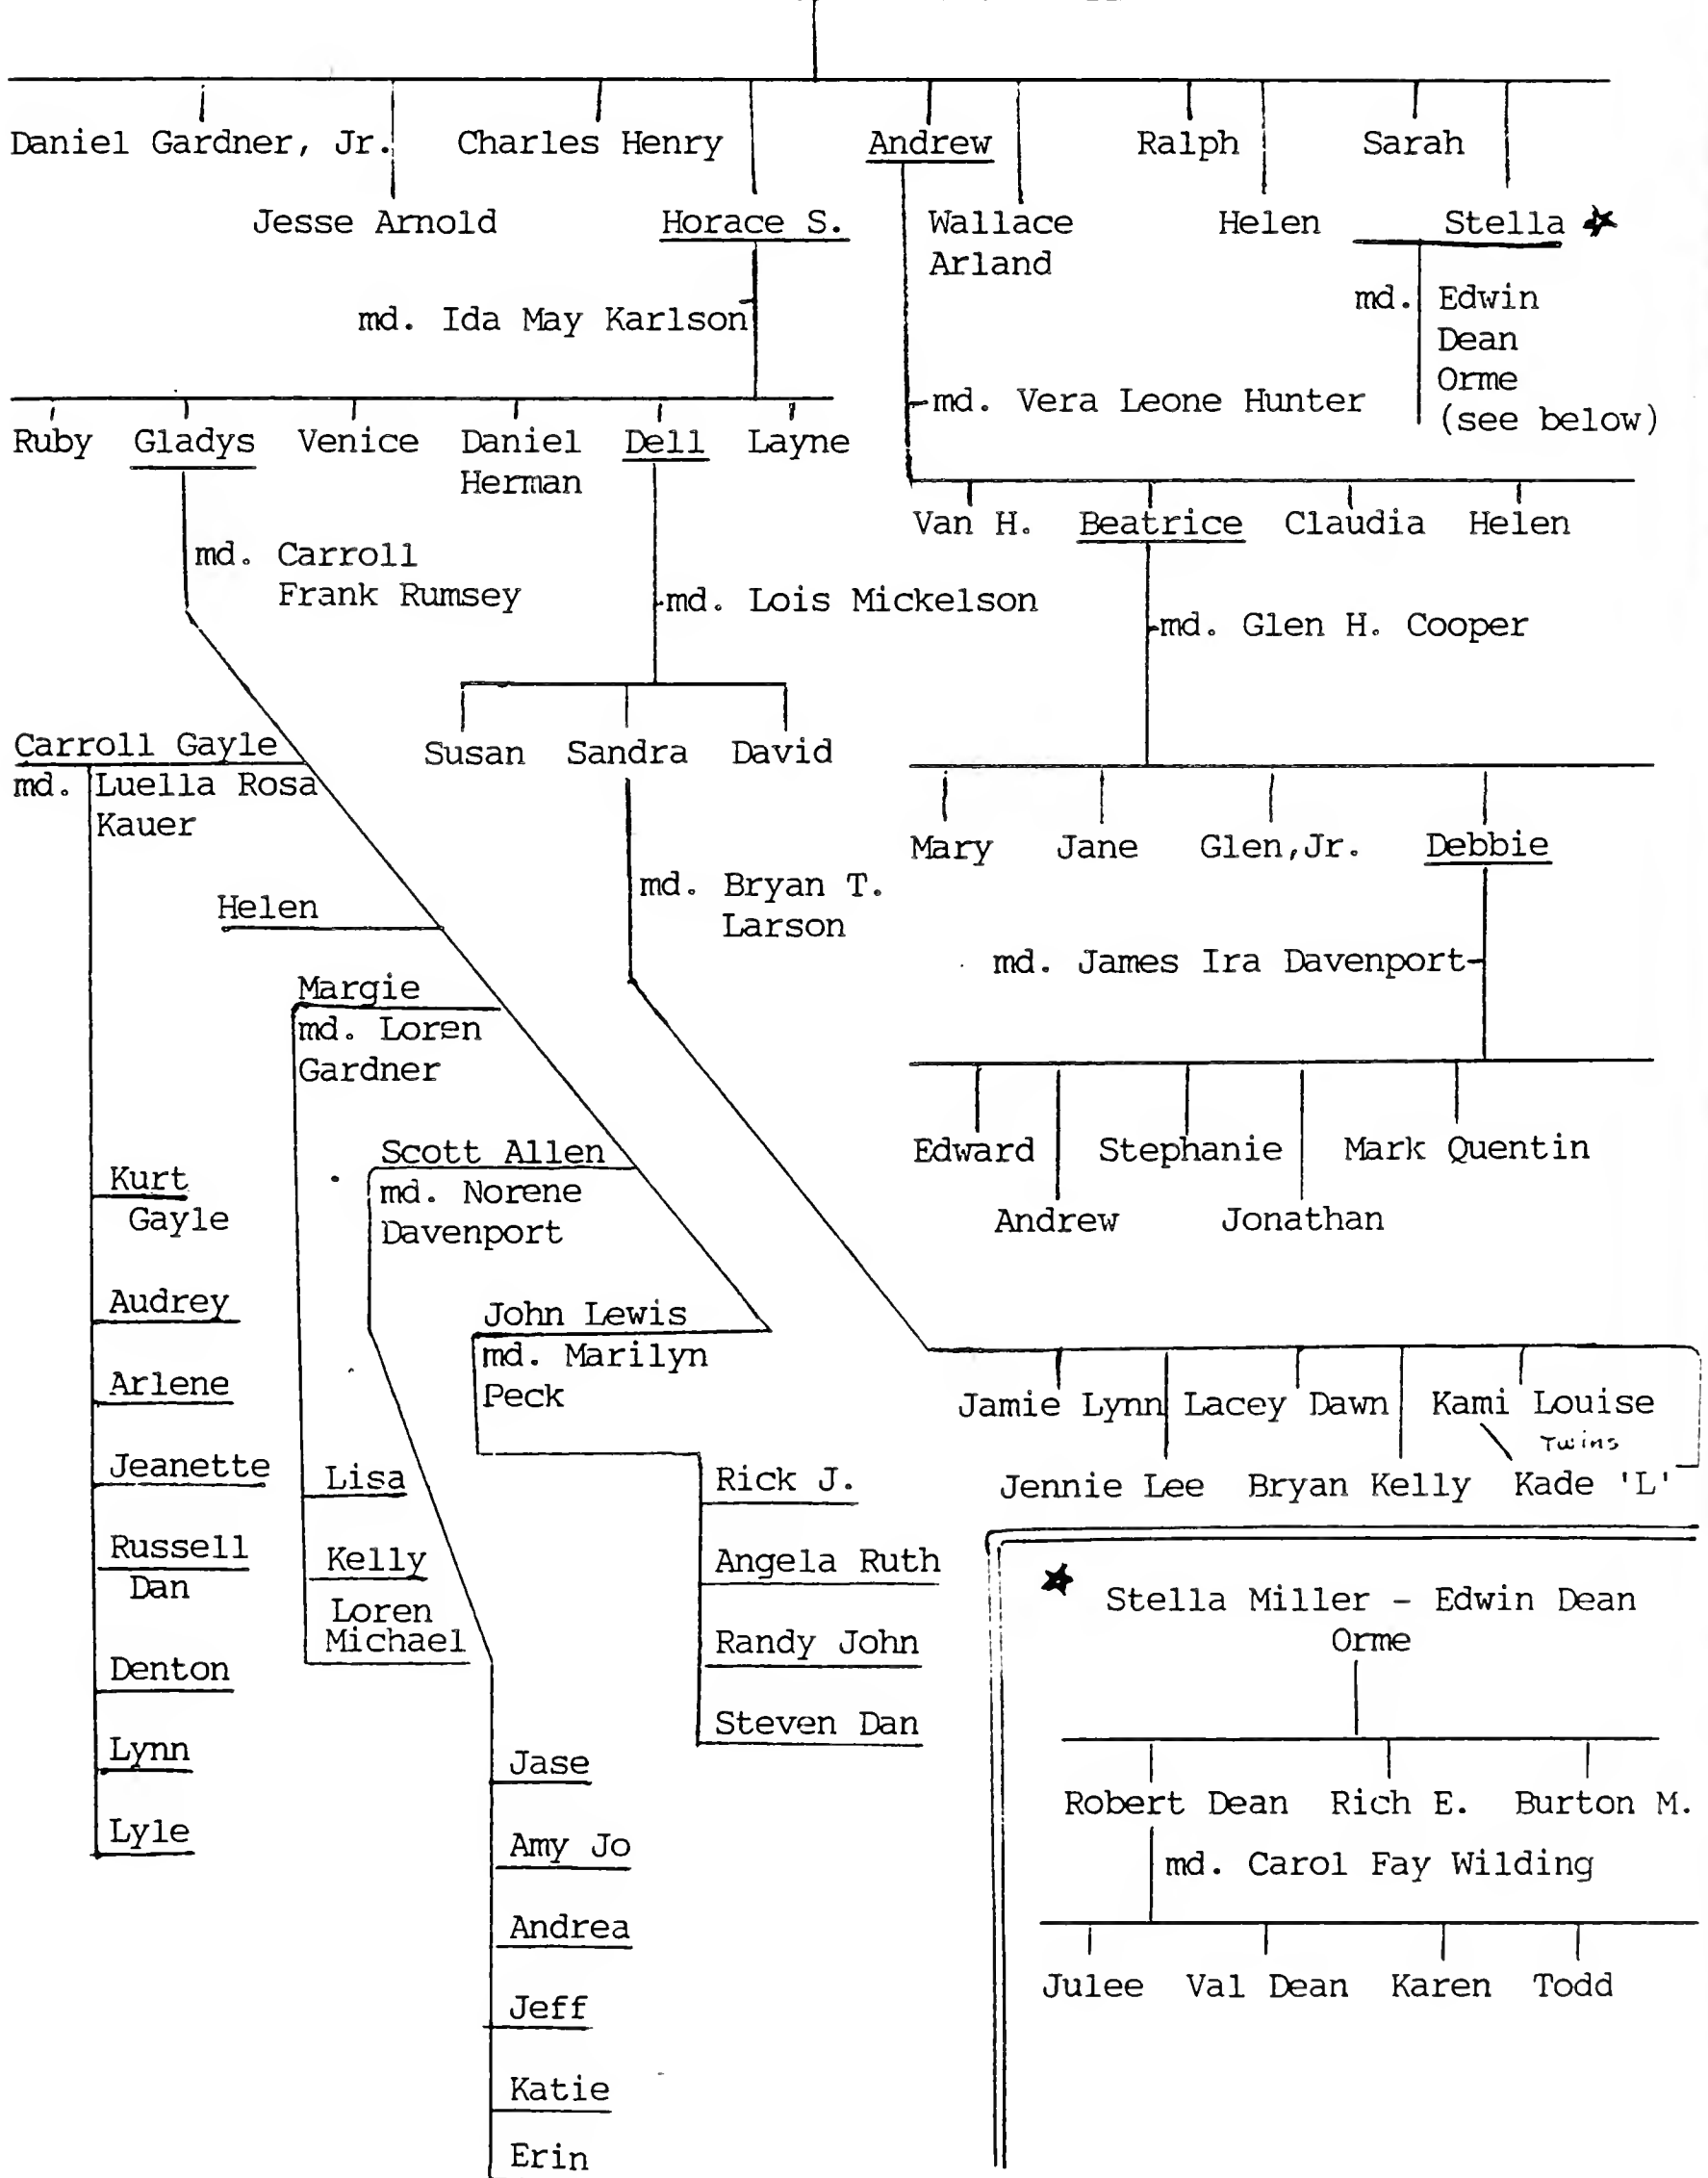 Daniel Gardner, Jr. Charles Henry Andrew Ralph Sarah
Jesse Arnold Horace S. Wallace Helen Stella
Arland
md. Ida May Karlson
md. Edwin
Dean
Orme
(see below)
md. Vera Leone Hunter
Ruby Gladys Venice Daniel Dell Layne
Herman
Van H. Beatrice Claudia Helen
md. Carroll
Frank Rumsey
md. Lois Mickelson
md. Glen H. Cooper
Carroll Gayle
md. Luella Rosa
Kauer
Susan Sandra David
Mary Jane Glen,Jr. Debbie
md. Bryan T.
Larson
Helen
md. James Ira Davenport
Margie
md. Loren
Gardner
Edward Stephanie Mark Quentin
Andrew Jonathan
Scott Allen
md. Norene
Davenport
Kurt
Gayle
Audrey
Arlene
Jeanette
Russell
Dan
Denton
Lynn
Lyle
John Lewis
md. Marilyn
Peck
Lisa
Kelly
Loren
Michael
Rick J.
Angela Ruth
Randy John
Steven Dan
Jamie Lynn Lacey Dawn Kami Louise
Twins
Jennie Lee Bryan Kelly Kade 'L'
Jase
Amy Jo
Andrea
Jeff
Katie
Erin
Stella Miller - Edwin Dean
Orme
Robert Dean Rich E. Burton M.
md. Carol Fay Wilding
Julee Val Dean Karen Todd